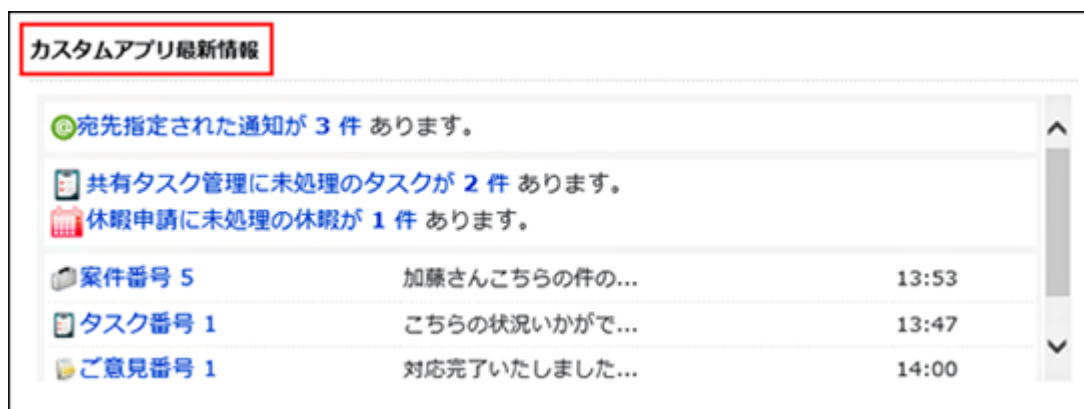 カスタムアプリ最新情報
宛先指定された通知が 3 件 あります。
共有タスク管理に未処理のタスクが 2 件 あります。
休暇申請に未処理の休暇が 1 件 あります。
案件番号 5 加藤さんこちらの件の... 13:53
タスク番号 1 こちらの状況いかがで... 13:47
ご意見番号 1 対応完了いたしました... 14:00